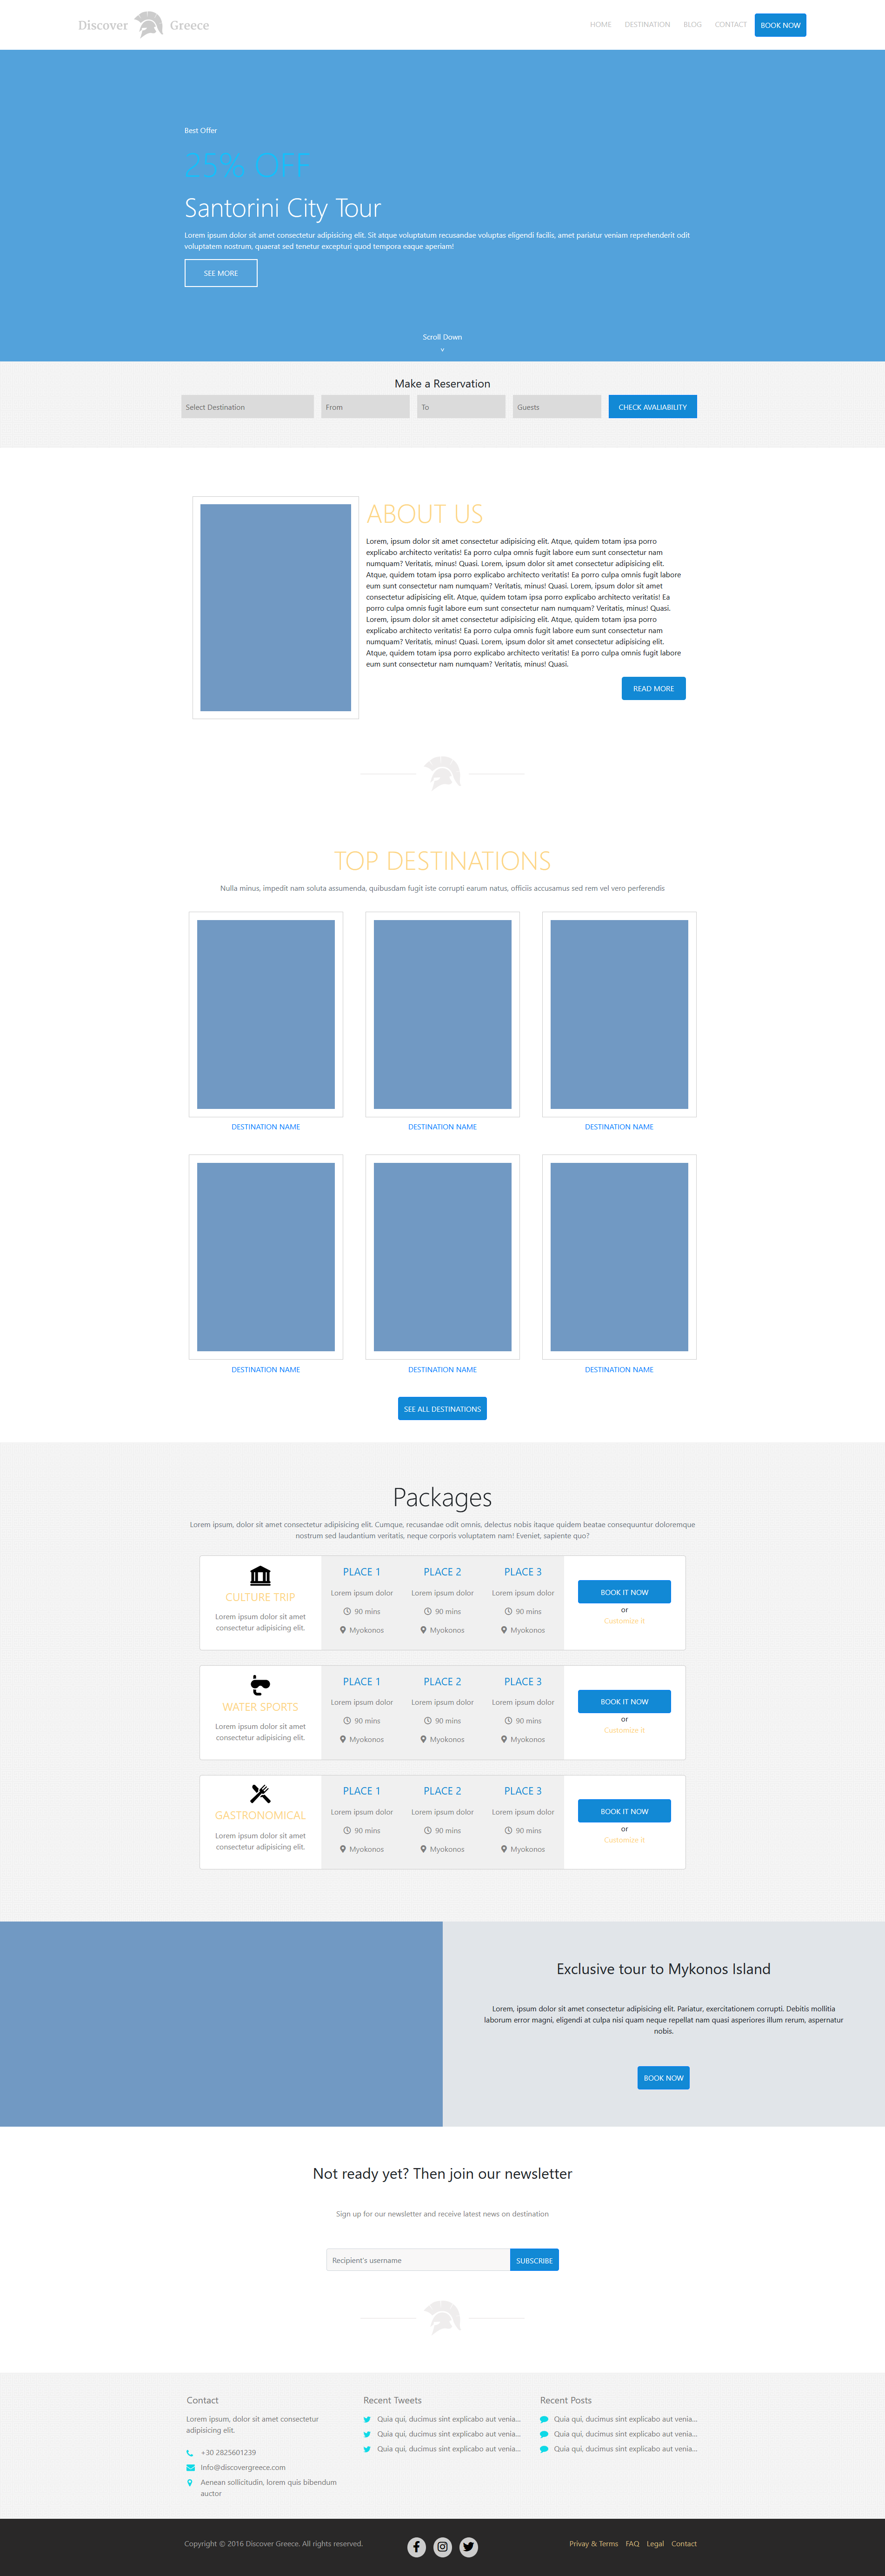 Discover Greece
HOME DESTINATION BLOG CONTACT BOOK NOW
Best Offer
25% OFF
Santorini City Tour
Lorem ipsum dolor sit amet consectetur adipisicing elit. Sit atque voluptatum recusandae voluptas eligendi facilis, amet pariatur veniam reprehenderit odit
voluptatem nostrum, quaerat sed tenetur excepturi quod tempora eaque aperiam!
SEE MORE
Scroll Down
v
Make a Reservation
Select Destination From To Guests CHECK AVALIABILITY
ABOUT US
Lorem, ipsum dolor sit amet consectetur adipisicing elit. Atque, quidem totam ipsa porro
explicabo architecto veritatis! Ea porro culpa omnis fugit labore eum sunt consectetur nam
numquam? Veritatis, minus! Quasi. Lorem, ipsum dolor sit amet consectetur adipisicing elit.
Atque, quidem totam ipsa porro explicabo architecto veritatis! Ea porro culpa omnis fugit labore
eum sunt consectetur nam numquam? Veritatis, minus! Quasi. Lorem, ipsum dolor sit amet
consectetur adipisicing elit. Atque, quidem totam ipsa porro explicabo architecto veritatis! Ea
porro culpa omnis fugit labore eum sunt consectetur nam numquam? Veritatis, minus! Quasi.
Lorem, ipsum dolor sit amet consectetur adipisicing elit. Atque, quidem totam ipsa porro
explicabo architecto veritatis! Ea porro culpa omnis fugit labore eum sunt consectetur nam
numquam? Veritatis, minus! Quasi. Lorem, ipsum dolor sit amet consectetur adipisicing elit.
Atque, quidem totam ipsa porro explicabo architecto veritatis! Ea porro culpa omnis fugit labore
eum sunt consectetur nam numquam? Veritatis, minus! Quasi.
READ MORE
TOP DESTINATIONS
Nulla minus, impedit nam soluta assumenda, quibusdam fugit iste corrupti earum natus, officiis accusamus sed rem vel vero perferendis
DESTINATION NAME DESTINATION NAME DESTINATION NAME
DESTINATION NAME DESTINATION NAME DESTINATION NAME
SEE ALL DESTINATIONS
Packages
Lorem ipsum, dolor sit amet consectetur adipisicing elit. Cumque, recusandae odit omnis, delectus nobis itaque quidem beatae consequuntur doloremque
nostrum sed laudantium veritatis, neque corporis voluptatem nam! Eveniet, sapiente quo?
CULTURE TRIP
Lorem ipsum dolor sit amet
consectetur adipisicing elit.
PLACE 1 PLACE 2 PLACE 3
Lorem ipsum dolor Lorem ipsum dolor Lorem ipsum dolor
90 mins 90 mins 90 mins
Myokonos Myokonos Myokonos
BOOK IT NOW
or
Customize it
WATER SPORTS
Lorem ipsum dolor sit amet
consectetur adipisicing elit.
PLACE 1 PLACE 2 PLACE 3
Lorem ipsum dolor Lorem ipsum dolor Lorem ipsum dolor
90 mins 90 mins 90 mins
Myokonos Myokonos Myokonos
BOOK IT NOW
or
Customize it
GASTRONOMICAL
Lorem ipsum dolor sit amet
consectetur adipisicing elit.
PLACE 1 PLACE 2 PLACE 3
Lorem ipsum dolor Lorem ipsum dolor Lorem ipsum dolor
90 mins 90 mins 90 mins
Myokonos Myokonos Myokonos
BOOK IT NOW
or
Customize it
Exclusive tour to Mykonos Island
Lorem, ipsum dolor sit amet consectetur adipisicing elit. Pariatur, exercitationem corrupti. Debitis mollitia
laborum error magni, eligendi at culpa nisi quam neque repellat nam quasi asperiores illum rerum, aspernatur
nobis.
BOOK NOW
Not ready yet? Then join our newsletter
Sign up for our newsletter and receive latest news on destination
Recipient's username SUBSCRIBE
Contact
Lorem ipsum, dolor sit amet consectetur
adipisicing elit.
+30 2825601239
Info@discovergreece.com
Aenean sollicitudin, lorem quis bibendum
auctor
Recent Tweets
Quia qui, ducimus sint explicabo aut venia...
Quia qui, ducimus sint explicabo aut venia...
Quia qui, ducimus sint explicabo aut venia...
Recent Posts
Quia qui, ducimus sint explicabo aut venia...
Quia qui, ducimus sint explicabo aut venia...
Quia qui, ducimus sint explicabo aut venia...
Copyright © 2016 Discover Greece. All rights reserved.
Privay & Terms FAQ Legal Contact